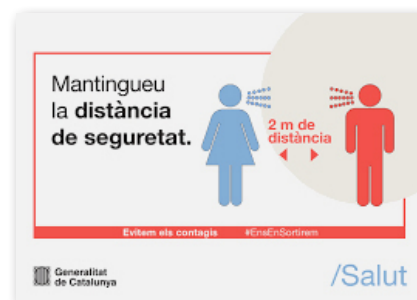 Mantingueu
la distància
de seguretat.
2 m de
distància
Evitem els contagis #EnsEnSortirem
Generalitat
de Catalunya
/Salut